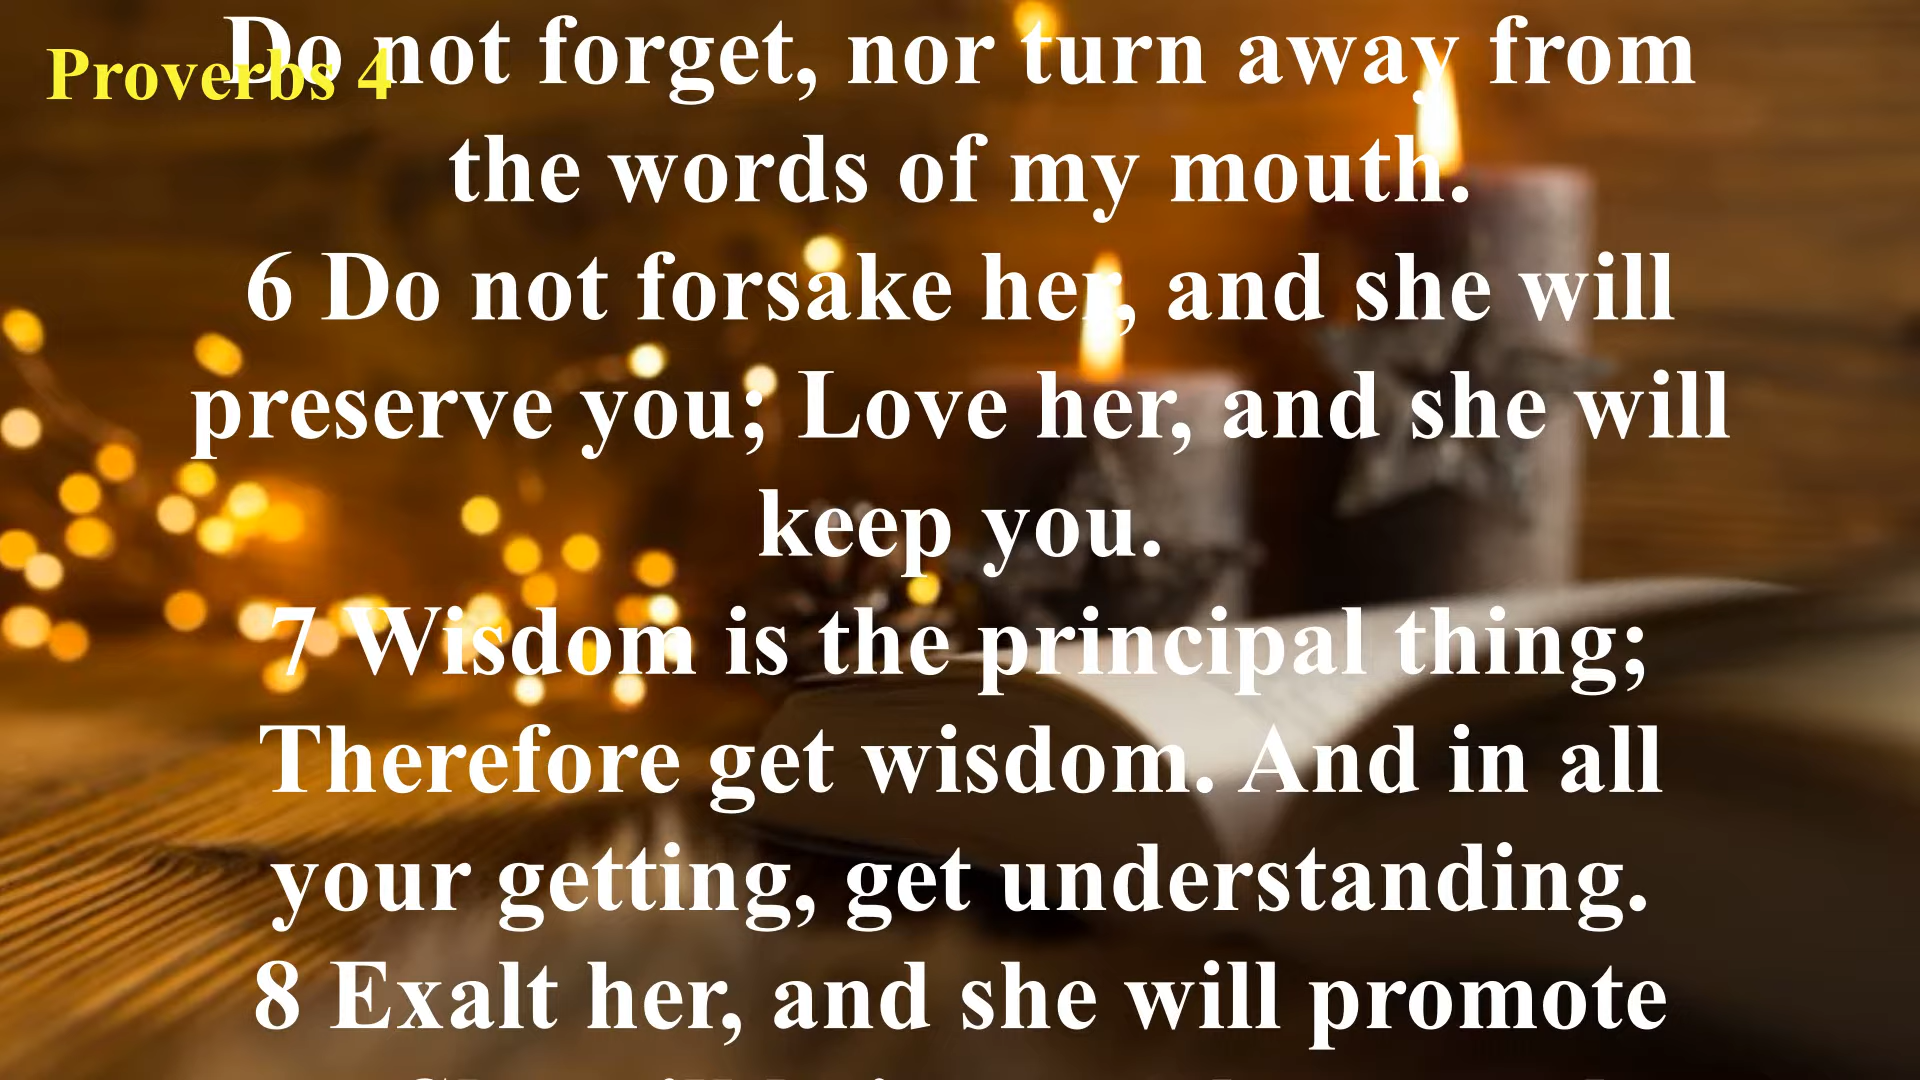 Proverbs 4
Do not forget, nor turn away from
the words of my mouth.
6 Do not forsake her, and she will
preserve you; Love her, and she will
keep you.
7 Wisdom is the principal thing;
Therefore get wisdom. And in all
your getting, get understanding.
8 Exalt her, and she will promote